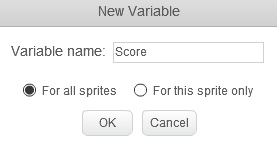 New Variable
Variable name: Score
For all sprites For this sprite only
OK Cancel